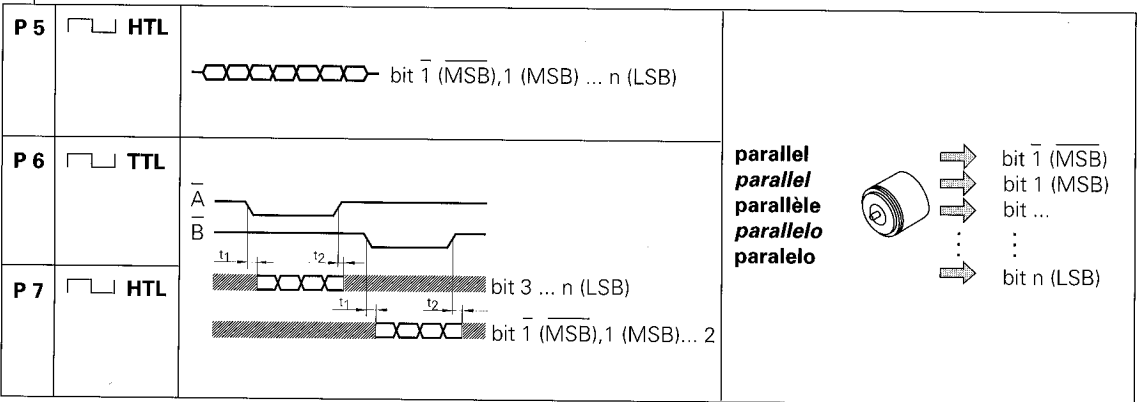 P 5 HTL
bit 1̅ (M̅S̅B̅),1 (MSB) ... n (LSB)
P 6 TTL
A̅
B̅
t1 t2
bit 3 ... n (LSB)
P 7 HTL
t1 t2
bit 1̅ (M̅S̅B̅),1 (MSB)... 2
parallel
parallel
parallèle
parallelo
paralelo
bit 1̅ (M̅S̅B̅)
bit 1 (MSB)
bit ...
bit n (LSB)